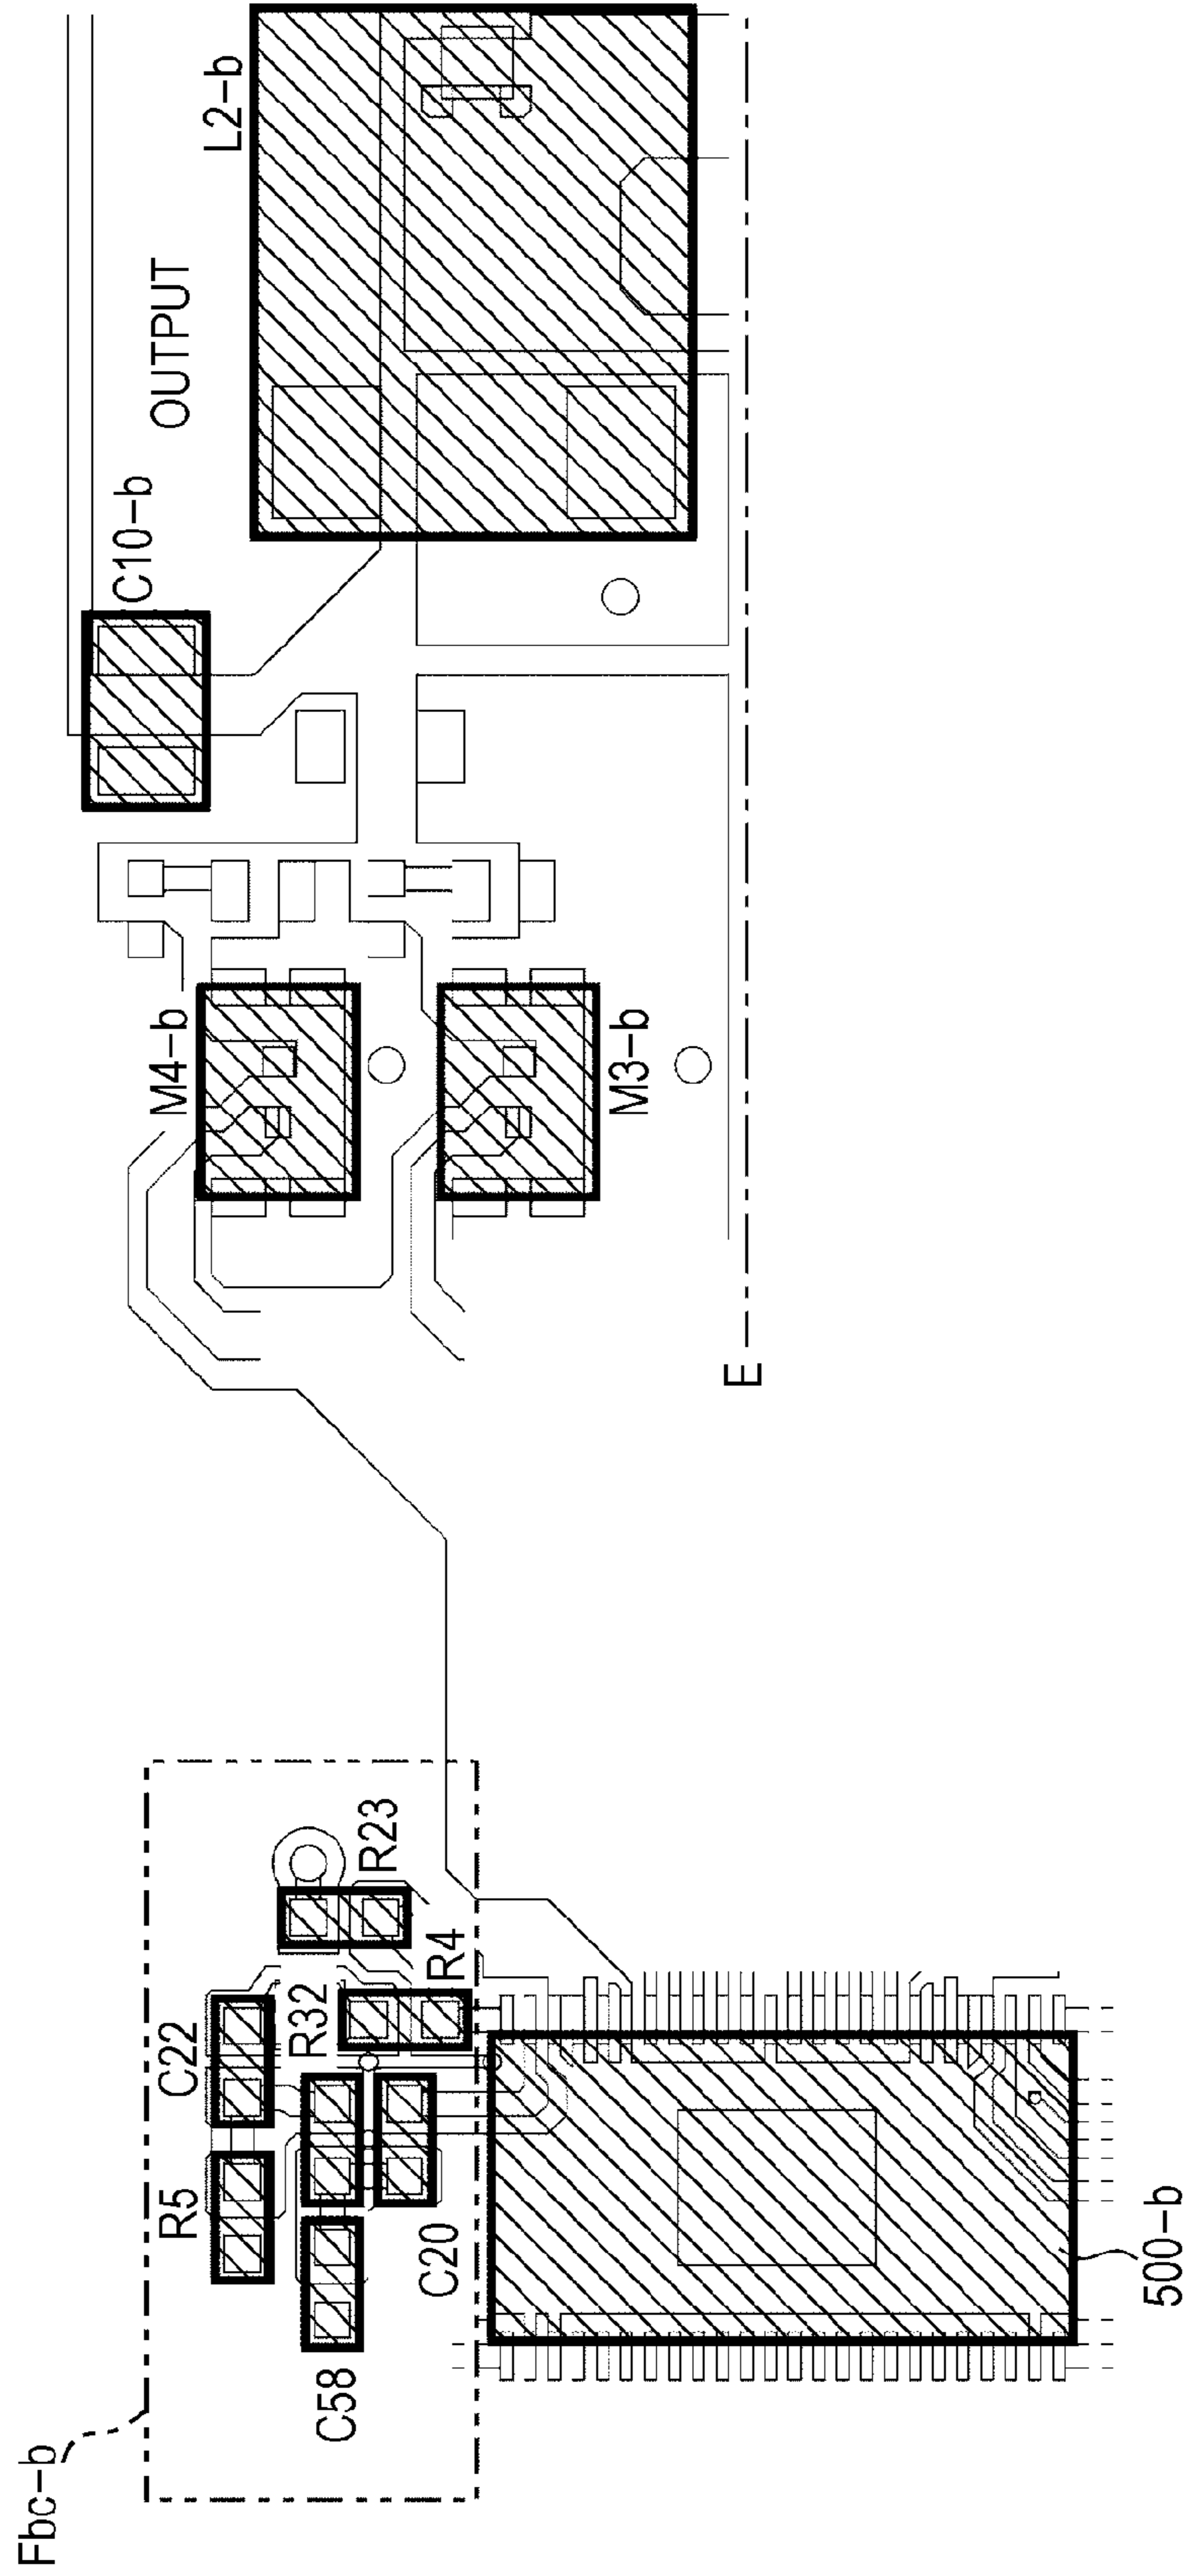 L2-b
OUTPUT
C10-b
M4-b
M3-b
E
Fbc-b
R23
R4
R32
C22
R5
C20
C58
500-b